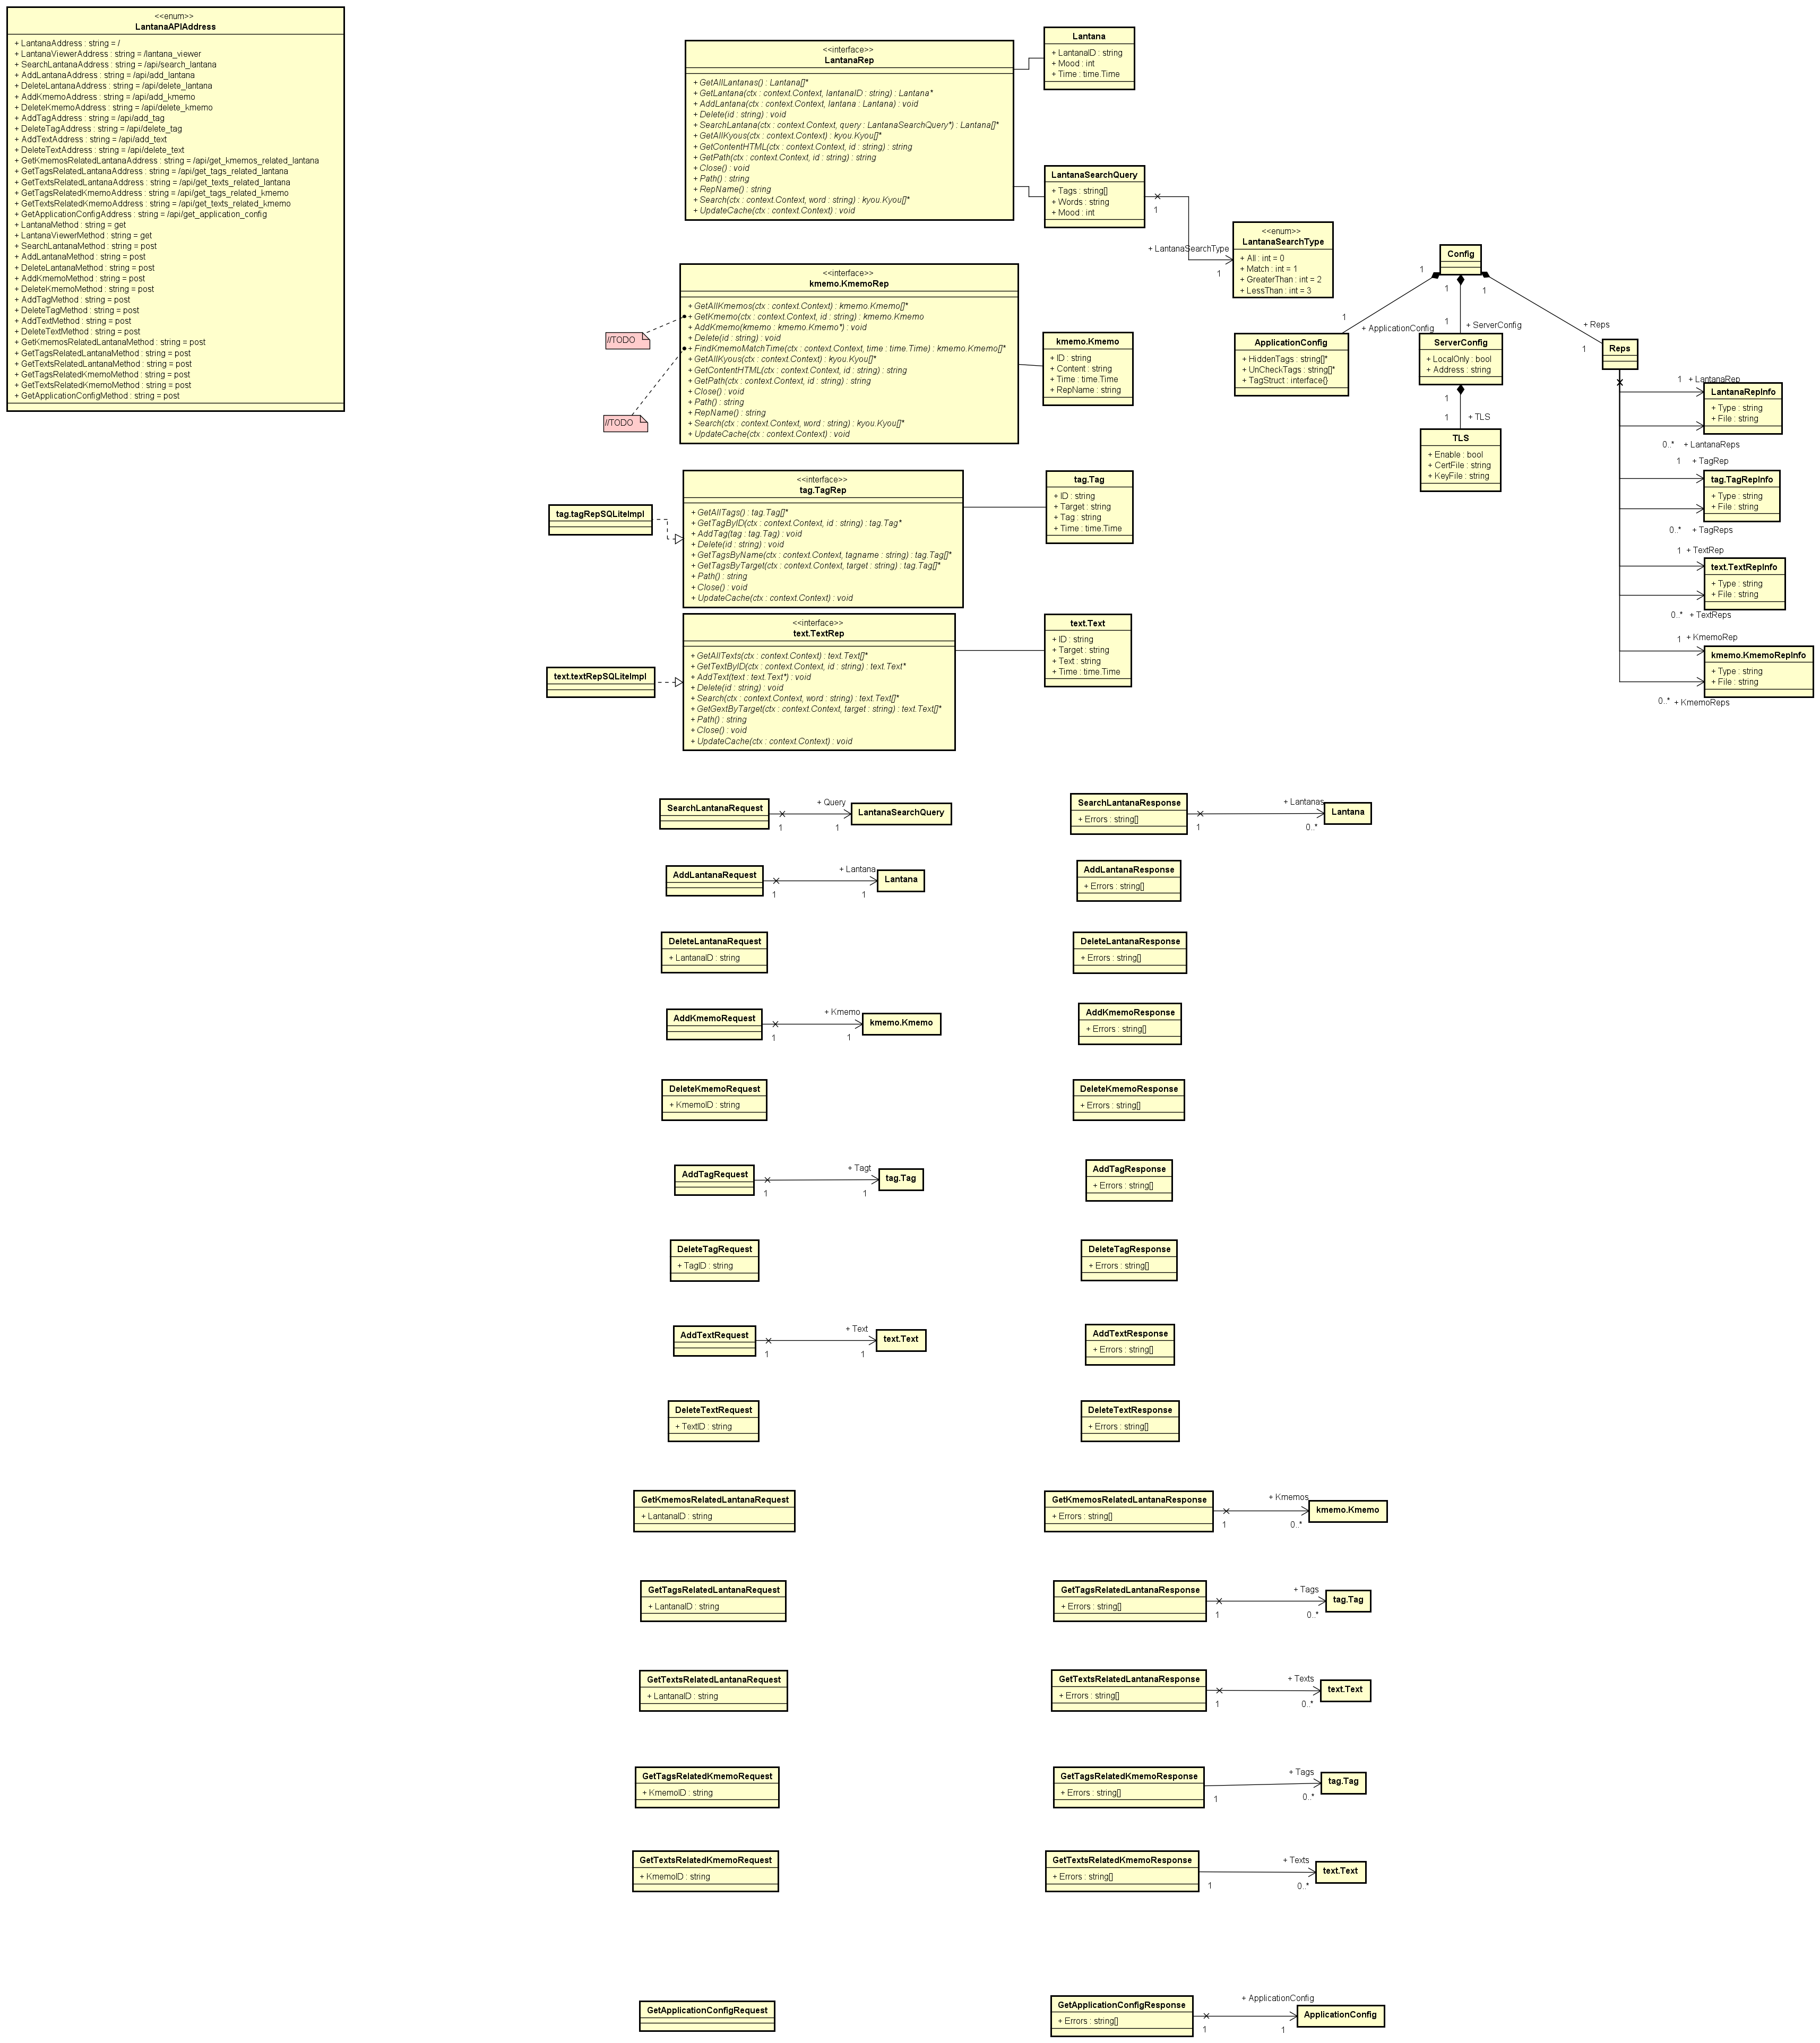 <<enum>>
LantanaAPIAddress
+ LantanaAddress : string = /
+ LantanaViewerAddress : string = /lantana_viewer
+ SearchLantanaAddress : string = /api/search_lantana
+ AddLantanaAddress : string = /api/add_lantana
+ DeleteLantanaAddress : string = /api/delete_lantana
+ AddKmemoAddress : string = /api/add_kmemo
+ DeleteKmemoAddress : string = /api/delete_kmemo
+ AddTagAddress : string = /api/add_tag
+ DeleteTagAddress : string = /api/delete_tag
+ AddTextAddress : string = /api/add_text
+ DeleteTextAddress : string = /api/delete_text
+ GetKmemosRelatedLantanaAddress : string = /api/get_kmemos_related_lantana
+ GetTagsRelatedLantanaAddress : string = /api/get_tags_related_lantana
+ GetTextsRelatedLantanaAddress : string = /api/get_texts_related_lantana
+ GetTagsRelatedKmemoAddress : string = /api/get_tags_related_kmemo
+ GetTextsRelatedKmemoAddress : string = /api/get_texts_related_kmemo
+ GetApplicationConfigAddress : string = /api/get_application_config
+ LantanaMethod : string = get
+ LantanaViewerMethod : string = get
+ SearchLantanaMethod : string = post
+ AddLantanaMethod : string = post
+ DeleteLantanaMethod : string = post
+ AddKmemoMethod : string = post
+ DeleteKmemoMethod : string = post
+ AddTagMethod : string = post
+ DeleteTagMethod : string = post
+ AddTextMethod : string = post
+ DeleteTextMethod : string = post
+ GetKmemosRelatedLantanaMethod : string = post
+ GetTagsRelatedLantanaMethod : string = post
+ GetTextsRelatedLantanaMethod : string = post
+ GetTagsRelatedKmemoMethod : string = post
+ GetTextsRelatedKmemoMethod : string = post
+ GetApplicationConfigMethod : string = post
<<interface>>
LantanaRep
+ GetAllLantanas() : Lantana[]*
+ GetLantana(ctx : context.Context, lantanaID : string) : Lantana*
+ AddLantana(ctx : context.Context, lantana : Lantana) : void
+ Delete(id : string) : void
+ SearchLantana(ctx : context.Context, query : LantanaSearchQuery*) : Lantana[]*
+ GetAllKyous(ctx : context.Context) : kyou.Kyou[]*
+ GetContentHTML(ctx : context.Context, id : string) : string
+ GetPath(ctx : context.Context, id : string) : string
+ Close() : void
+ Path() : string
+ RepName() : string
+ Search(ctx : context.Context, word : string) : kyou.Kyou[]*
+ UpdateCache(ctx : context.Context) : void
Lantana
+ LantanaID : string
+ Mood : int
+ Time : time.Time
LantanaSearchQuery
+ Tags : string[]
+ Words : string
+ Mood : int
1
+ LantanaSearchType
1
<<enum>>
LantanaSearchType
+ All : int = 0
+ Match : int = 1
+ GreaterThan : int = 2
+ LessThan : int = 3
<<interface>>
kmemo.KmemoRep
+ GetAllKmemos(ctx : context.Context) : kmemo.Kmemo[]*
+ GetKmemo(ctx : context.Context, id : string) : kmemo.Kmemo
+ AddKmemo(kmemo : kmemo.Kmemo*) : void
+ Delete(id : string) : void
+ FindKmemoMatchTime(ctx : context.Context, time : time.Time) : kmemo.Kmemo[]*
+ GetAllKyous(ctx : context.Context) : kyou.Kyou[]*
+ GetContentHTML(ctx : context.Context, id : string) : string
+ GetPath(ctx : context.Context, id : string) : string
+ Close() : void
+ Path() : string
+ RepName() : string
+ Search(ctx : context.Context, word : string) : kyou.Kyou[]*
+ UpdateCache(ctx : context.Context) : void
//TODO
//TODO
kmemo.Kmemo
+ ID : string
+ Content : string
+ Time : time.Time
+ RepName : string
Config
1
1
1
+ ApplicationConfig
1
+ ServerConfig
1
+ Reps
1
ApplicationConfig
+ HiddenTags : string[]*
+ UnCheckTags : string[]*
+ TagStruct : interface{}
ServerConfig
+ LocalOnly : bool
+ Address : string
1
1
+ TLS
TLS
+ Enable : bool
+ CertFile : string
+ KeyFile : string
Reps
1
+ LantanaRep
LantanaRepInfo
+ Type : string
+ File : string
0..*
+ LantanaReps
1
+ TagRep
tag.TagRepInfo
+ Type : string
+ File : string
0..*
+ TagReps
1
+ TextRep
text.TextRepInfo
+ Type : string
+ File : string
0..*
+ TextReps
1
+ KmemoRep
kmemo.KmemoRepInfo
+ Type : string
+ File : string
0..*
+ KmemoReps
tag.tagRepSQLiteImpl
<<interface>>
tag.TagRep
+ GetAllTags() : tag.Tag[]*
+ GetTagByID(ctx : context.Context, id : string) : tag.Tag*
+ AddTag(tag : tag.Tag) : void
+ Delete(id : string) : void
+ GetTagsByName(ctx : context.Context, tagname : string) : tag.Tag[]*
+ GetTagsByTarget(ctx : context.Context, target : string) : tag.Tag[]*
+ Path() : string
+ Close() : void
+ UpdateCache(ctx : context.Context) : void
tag.Tag
+ ID : string
+ Target : string
+ Tag : string
+ Time : time.Time
text.textRepSQLiteImpl
<<interface>>
text.TextRep
+ GetAllTexts(ctx : context.Context) : text.Text[]*
+ GetTextByID(ctx : context.Context, id : string) : text.Text*
+ AddText(text : text.Text*) : void
+ Delete(id : string) : void
+ Search(ctx : context.Context, word : string) : text.Text[]*
+ GetGextByTarget(ctx : context.Context, target : string) : text.Text[]*
+ Path() : string
+ Close() : void
+ UpdateCache(ctx : context.Context) : void
text.Text
+ ID : string
+ Target : string
+ Text : string
+ Time : time.Time
SearchLantanaRequest
1
+ Query
1
LantanaSearchQuery
SearchLantanaResponse
+ Errors : string[]
1
+ Lantanas
0..*
Lantana
AddLantanaRequest
1
+ Lantana
1
Lantana
AddLantanaResponse
+ Errors : string[]
DeleteLantanaRequest
+ LantanaID : string
DeleteLantanaResponse
+ Errors : string[]
AddKmemoRequest
1
+ Kmemo
1
kmemo.Kmemo
AddKmemoResponse
+ Errors : string[]
DeleteKmemoRequest
+ KmemoID : string
DeleteKmemoResponse
+ Errors : string[]
AddTagRequest
1
+ Tagt
1
tag.Tag
AddTagResponse
+ Errors : string[]
DeleteTagRequest
+ TagID : string
DeleteTagResponse
+ Errors : string[]
AddTextRequest
1
+ Text
1
text.Text
AddTextResponse
+ Errors : string[]
DeleteTextRequest
+ TextID : string
DeleteTextResponse
+ Errors : string[]
GetKmemosRelatedLantanaRequest
+ LantanaID : string
GetKmemosRelatedLantanaResponse
+ Errors : string[]
1
+ Kmemos
0..*
kmemo.Kmemo
GetTagsRelatedLantanaRequest
+ LantanaID : string
GetTagsRelatedLantanaResponse
+ Errors : string[]
1
+ Tags
0..*
tag.Tag
GetTextsRelatedLantanaRequest
+ LantanaID : string
GetTextsRelatedLantanaResponse
+ Errors : string[]
1
+ Texts
0..*
text.Text
GetTagsRelatedKmemoRequest
+ KmemoID : string
GetTagsRelatedKmemoResponse
+ Errors : string[]
1
+ Tags
0..*
tag.Tag
GetTextsRelatedKmemoRequest
+ KmemoID : string
GetTextsRelatedKmemoResponse
+ Errors : string[]
1
+ Texts
0..*
text.Text
GetApplicationConfigRequest
GetApplicationConfigResponse
+ Errors : string[]
1
+ ApplicationConfig
1
ApplicationConfig